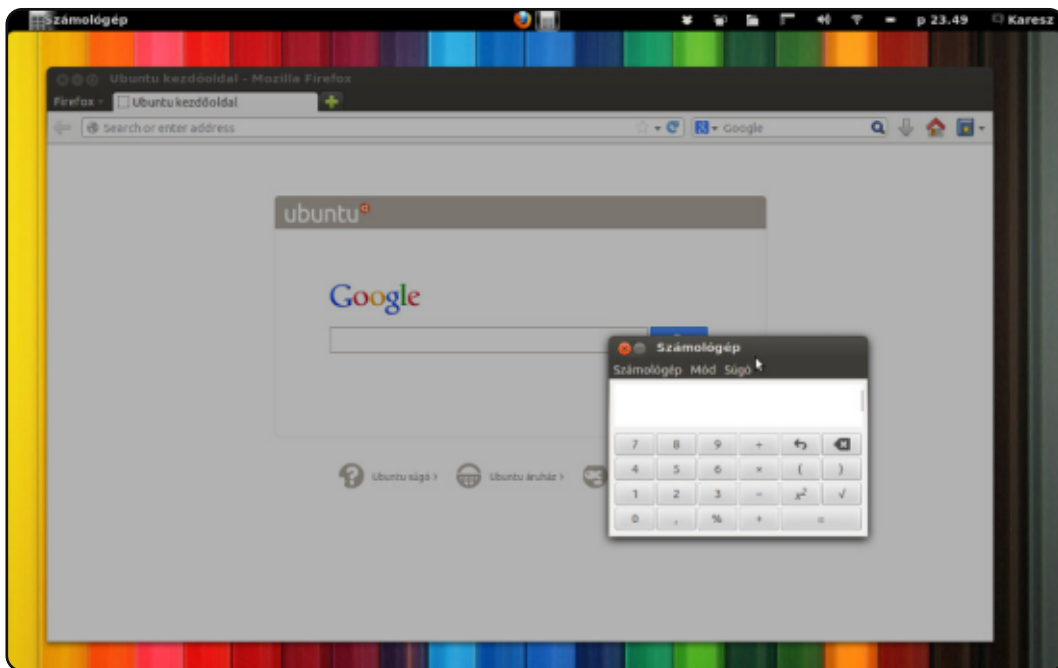 Számológép
p 23.49 Karesz
Ubuntu kezdőoldal - Mozilla Firefox
Firefox
Ubuntu kezdőoldal
Search or enter address
Google
ubuntu
Google
Számológép
Számológép Mód Súgó
7 8 9 ÷
4 5 6 × ( )
1 2 3 − x² √
0 , % + =
Ubuntu súgó › Ubuntu áruház ›